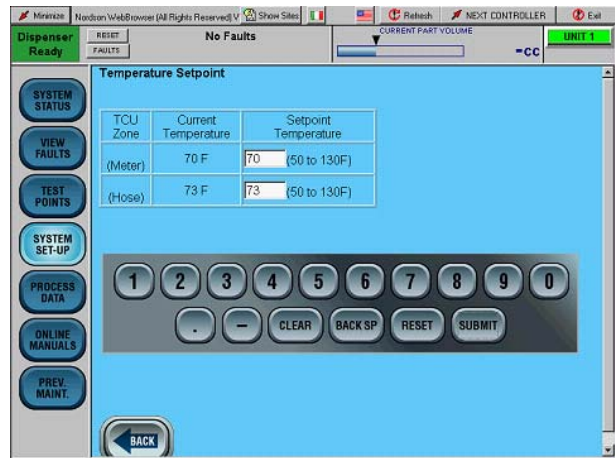 Minimize Nordson WebBrowser (All Rights Reserved) V Show Sites Refresh NEXT CONTROLLER Exit
Dispenser Ready RESET FAULTS No Faults CURRENT PART VOLUME =CC UNIT 1
Temperature Setpoint
SYSTEM STATUS
VIEW FAULTS
TEST POINTS
SYSTEM SET-UP
PROCESS DATA
ONLINE MANUALS
PREV. MAINT.
TCU Zone Current Temperature Setpoint Temperature
(Meter) 70 F 70 (50 to 130F)
(Hose) 73 F 73 (50 to 130F)
1 2 3 4 5 6 7 8 9 0
. - CLEAR BACK SP RESET SUBMIT
BACK